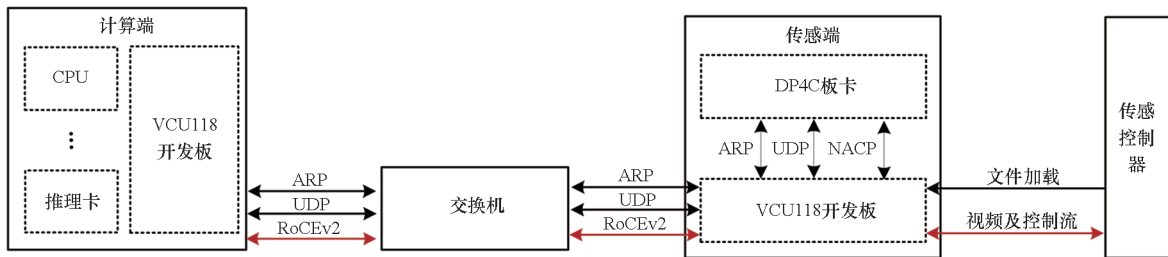 计算端
CPU
⋮
推理卡
VCU118
开发板
ARP
UDP
RoCEv2
交换机
ARP
UDP
RoCEv2
传感端
DP4C板卡
ARP UDP NACP
VCU118开发板
文件加载
视频及控制流
传感
控制
器